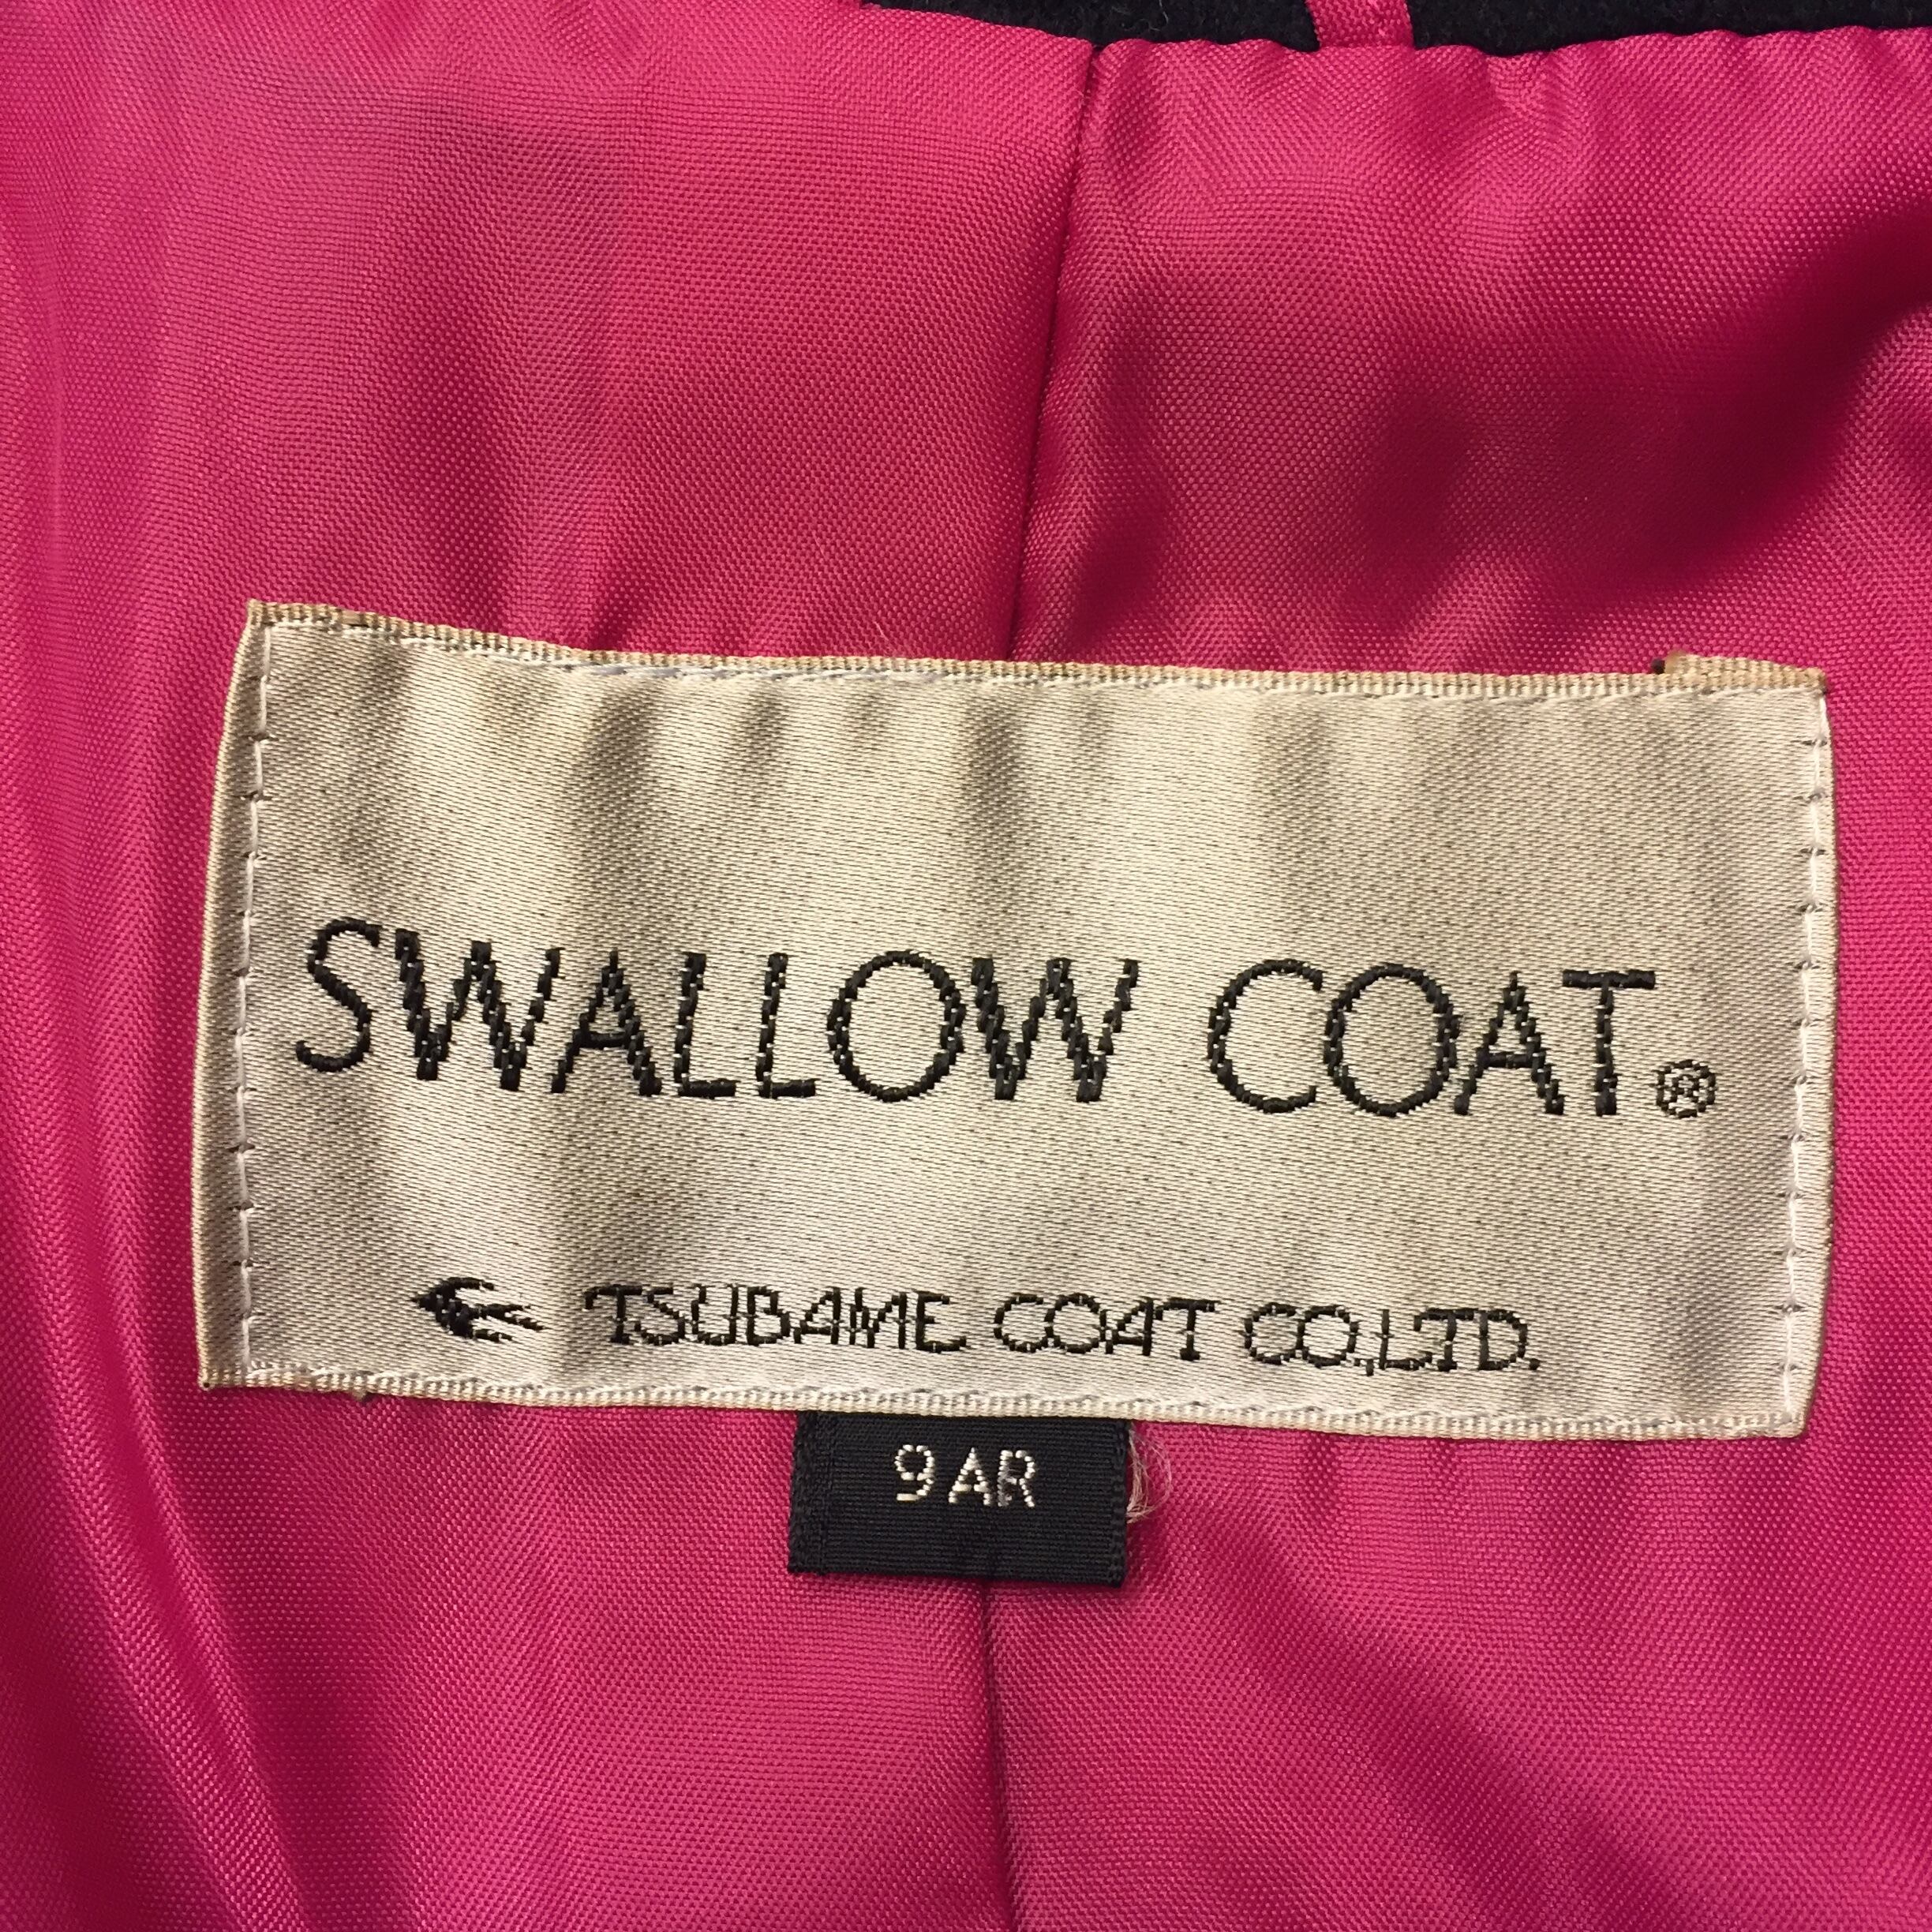 SWALLOW COAT.®
TSUBAME COAT CO.,LTD.
9AR